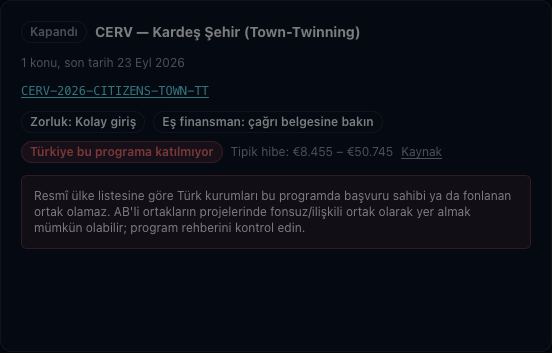 Kapandı CERV — Kardeş Şehir (Town-Twinning)
1 konu, son tarih 23 Eyl 2026
CERV-2026-CITIZENS-TOWN-TT
Zorluk: Kolay giriş Eş finansman: çağrı belgesine bakın
Türkiye bu programa katılmıyor Tipik hibe: €8.455 – €50.745 Kaynak
Resmî ülke listesine göre Türk kurumları bu programda başvuru sahibi ya da fonlanan
ortak olamaz. AB'li ortakların projelerinde fonsuz/ilişkili ortak olarak yer almak
mümkün olabilir; program rehberini kontrol edin.